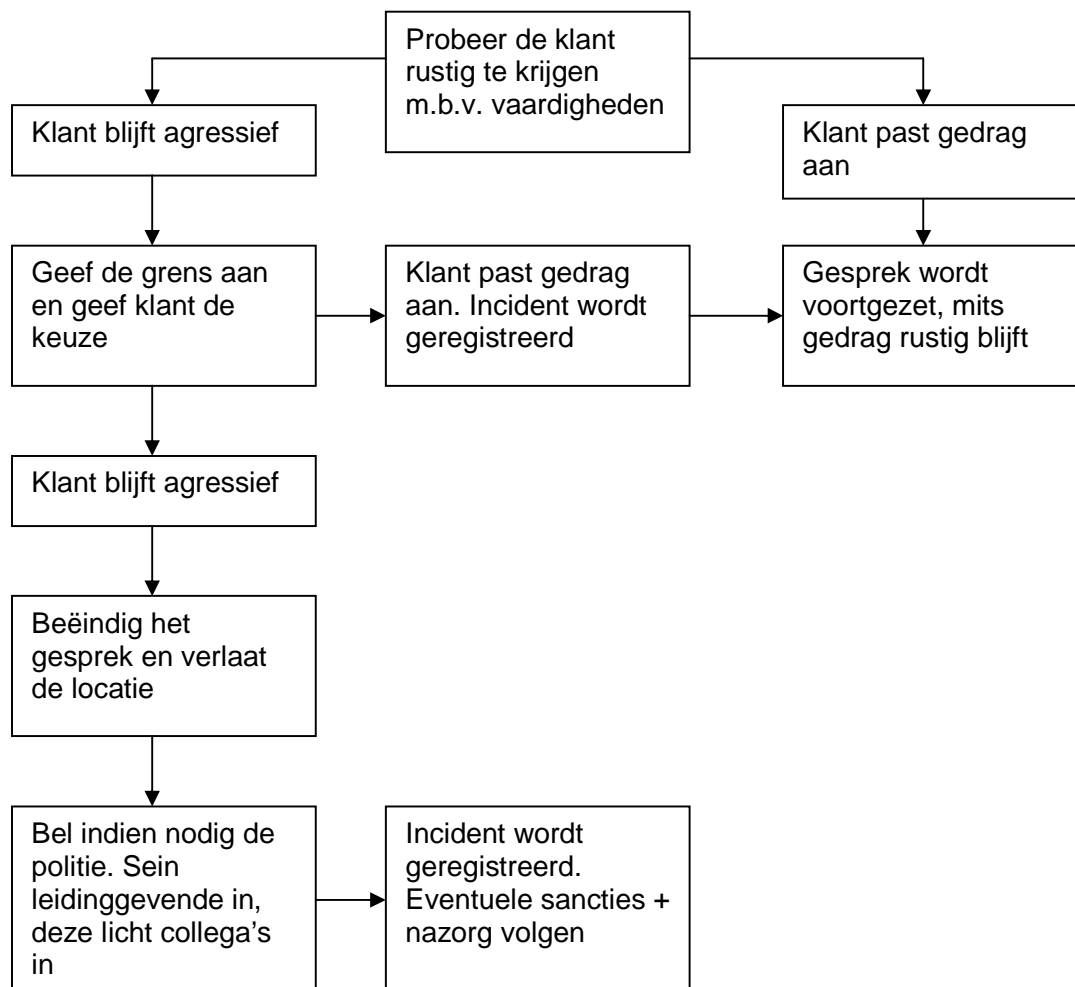 Probeer de klant
rustig te krijgen
m.b.v. vaardigheden
Klant blijft agressief
Klant past gedrag
aan
Geef de grens aan
en geef klant de
keuze
Klant past gedrag
aan. Incident wordt
geregistreerd
Gesprek wordt
voortgezet, mits
gedrag rustig blijft
Klant blijft agressief
Beëindig het
gesprek en verlaat
de locatie
Bel indien nodig de
politie. Sein
leidinggevende in,
deze licht collega’s
in
Incident wordt
geregistreerd.
Eventuele sancties +
nazorg volgen